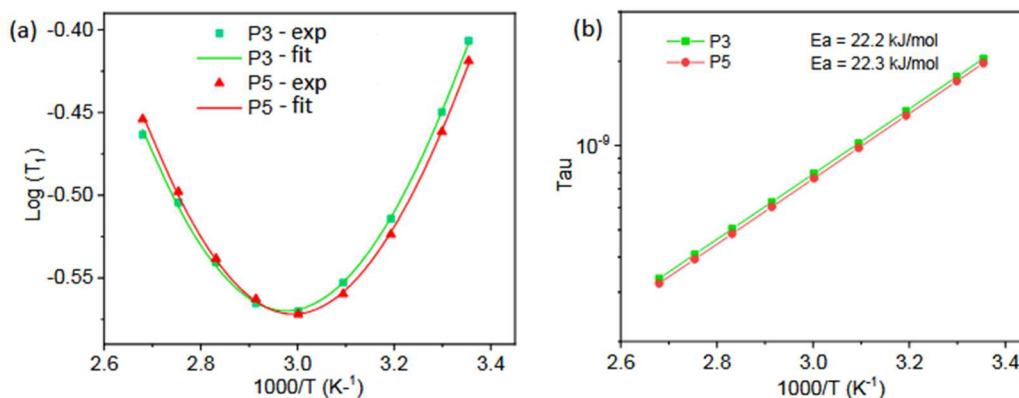 (a)
P3 - exp
P3 - fit
P5 - exp
P5 - fit
-0.40
-0.45
-0.50
-0.55
Log (T₁)
2.6 2.8 3.0 3.2 3.4
1000/T (K-¹)
(b)
P3 Ea = 22.2 kJ/mol
P5 Ea = 22.3 kJ/mol
10⁻⁹
Tau
2.6 2.8 3.0 3.2 3.4
1000/T (K⁻¹)